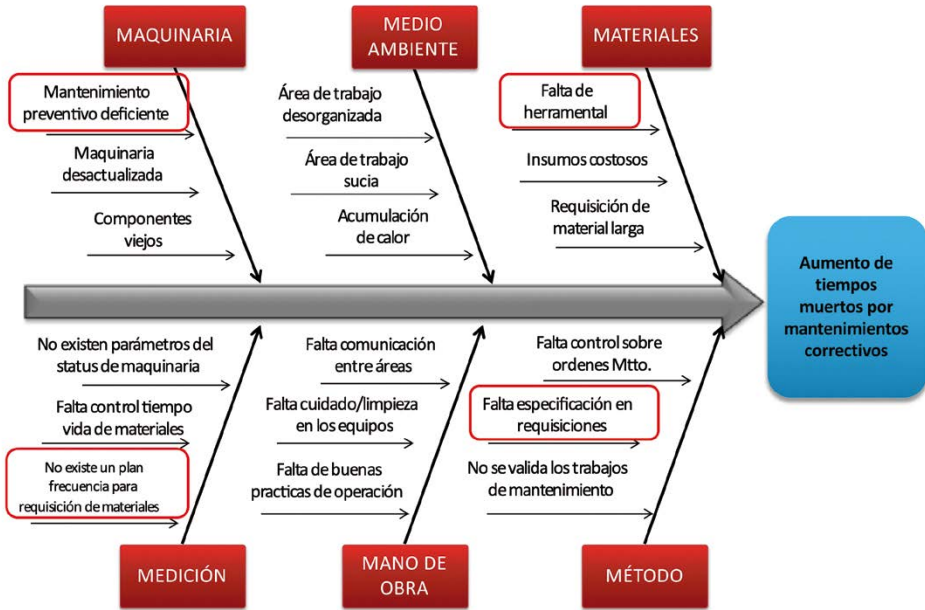 MAQUINARIA
MEDIO
AMBIENTE
MATERIALES
Mantenimiento
preventivo deficiente
Maquinaria
desactualizada
Componentes
viejos
Área de trabajo
desorganizada
Área de trabajo
sucia
Acumulación
de calor
Falta de
herramental
Insumos costosos
Requisición de
material larga
Aumento de
tiempos
muertos por
mantenimientos
correctivos
No existen parámetros del
status de maquinaria
Falta control tiempo
vida de materiales
No existe un plan
frecuencia para
requisición de materiales
Falta comunicación
entre áreas
Falta cuidado/limpieza
en los equipos
Falta de buenas
practicas de operación
Falta control sobre
ordenes Mtto.
Falta especificación en
requisiciones
No se valida los trabajos
de mantenimiento
MEDICIÓN
MANO DE
OBRA
MÉTODO